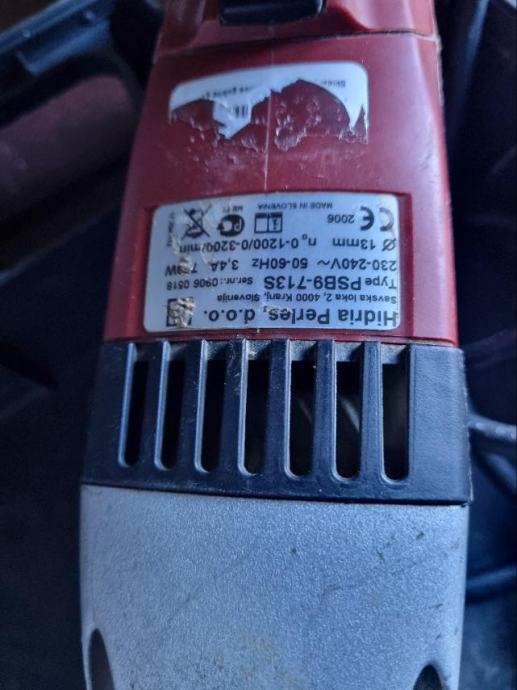 Hidria Perles, d.o.o.
Savska loka 2, 4000 Kranj, Slovenija
Type PSB9-713S Ser.nr.: 0906 0518
230-240V~ 50-60Hz 3,4A
Ø 13mm n₀ 0-1200/0-3200/min
CE 2006
MADE IN SLOVENIA